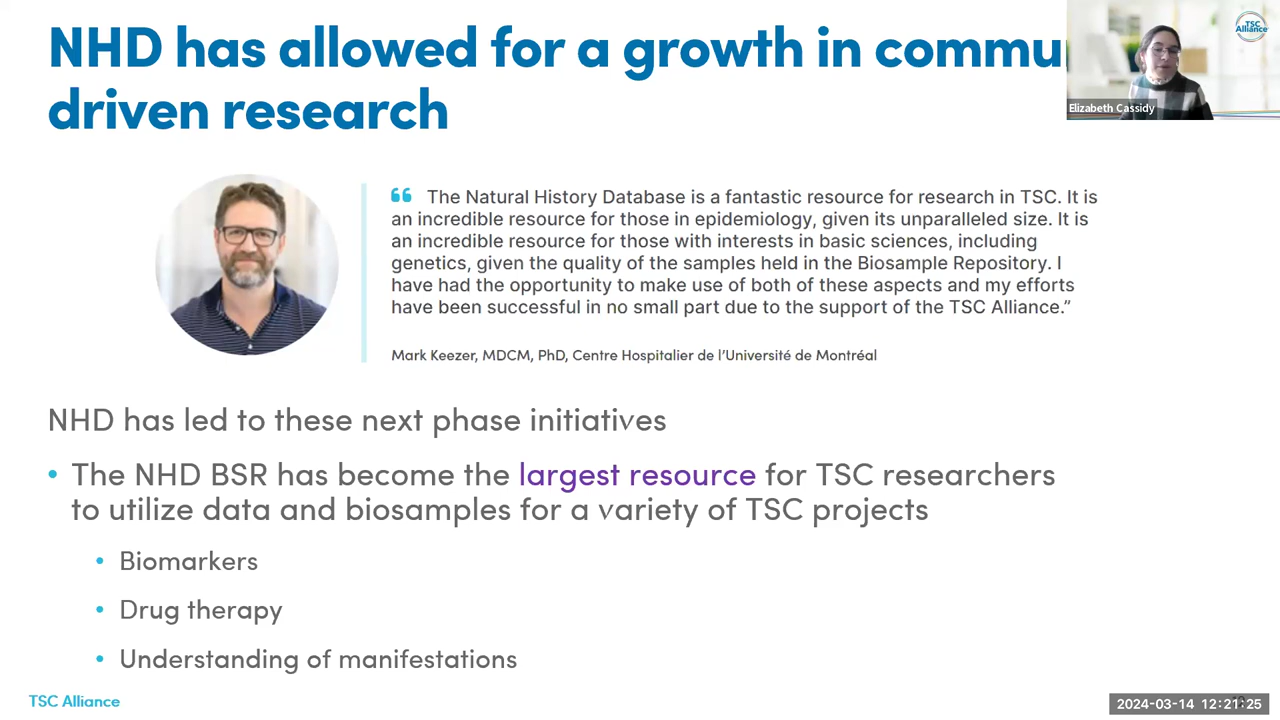 NHD has allowed for a growth in commu
driven research
TSC
Alliance
Elizabeth Cassidy
“ The Natural History Database is a fantastic resource for research in TSC. It is
an incredible resource for those in epidemiology, given its unparalleled size. It is
an incredible resource for those with interests in basic sciences, including
genetics, given the quality of the samples held in the Biosample Repository. I
have had the opportunity to make use of both of these aspects and my efforts
have been successful in no small part due to the support of the TSC Alliance.”
Mark Keezer, MDCM, PhD, Centre Hospitalier de l’Université de Montréal
NHD has led to these next phase initiatives
• The NHD BSR has become the largest resource for TSC researchers
to utilize data and biosamples for a variety of TSC projects
• Biomarkers
• Drug therapy
• Understanding of manifestations
TSC Alliance
2024-03-14 12:21:25